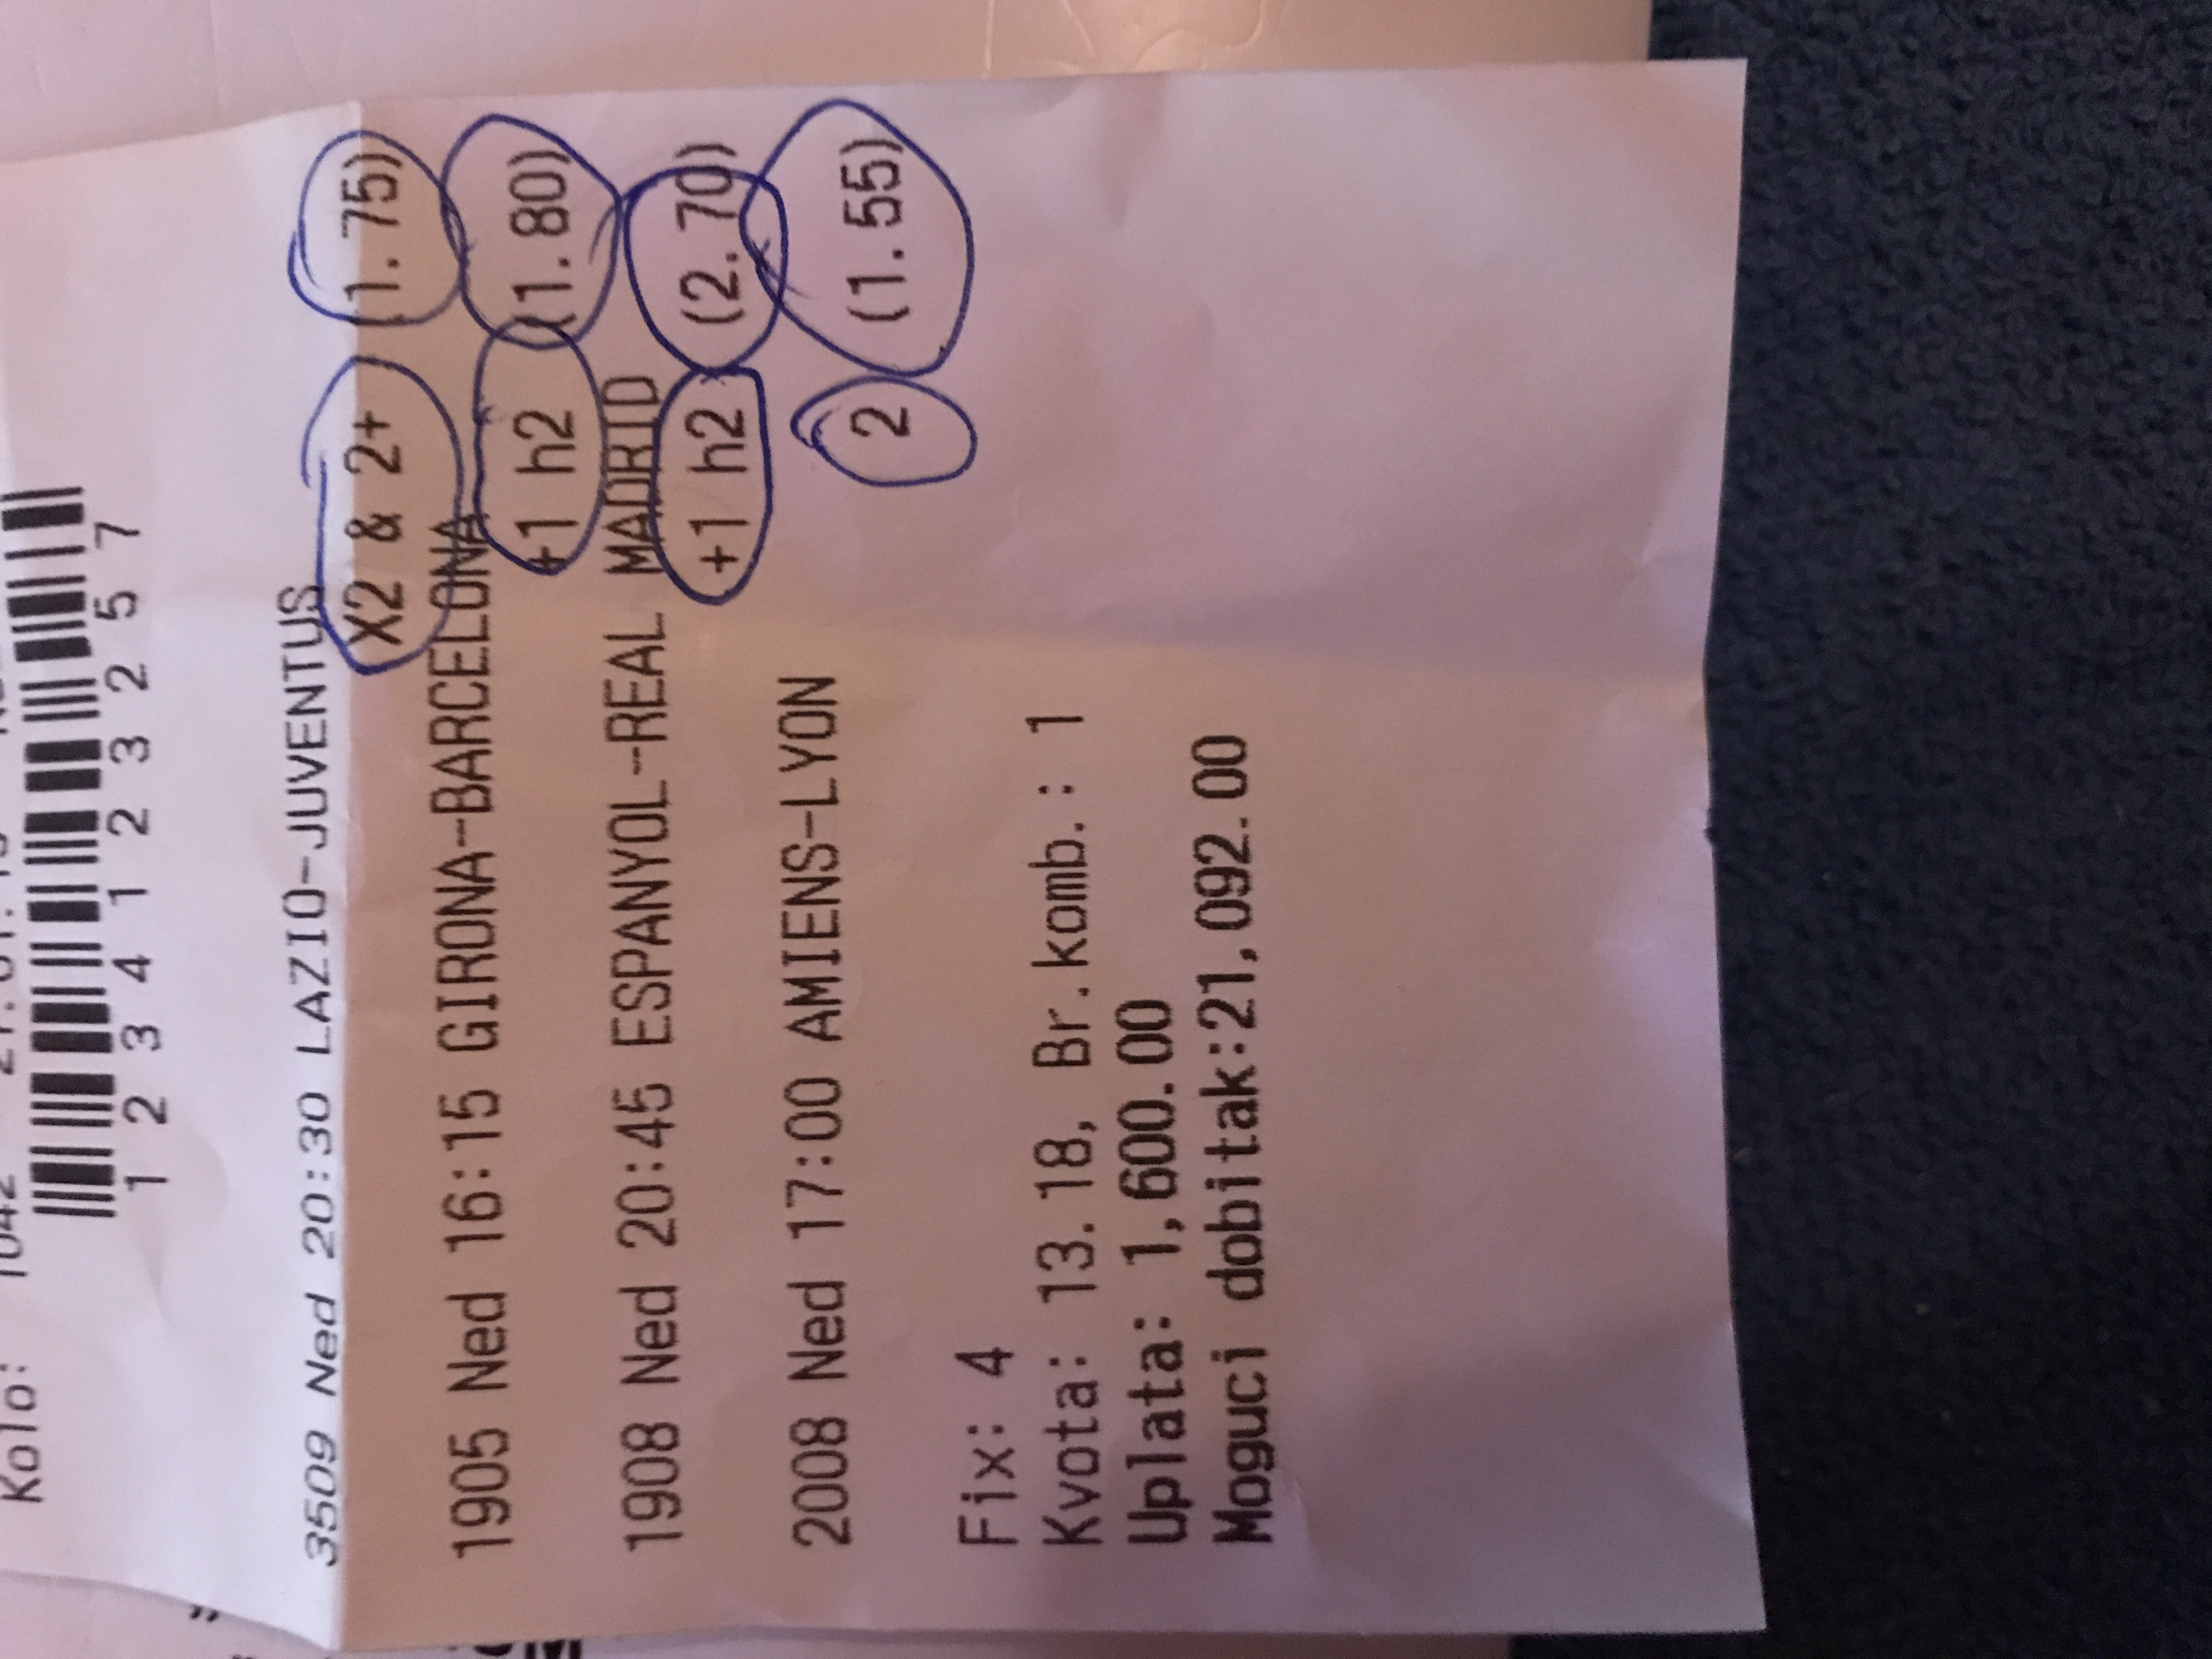 Kolo: 1042
1 2 3 4 1 2 3 2 5 7
3509 Ned 20:30 LAZIO-JUVENTUS
X2 & 2+ (1.75)
1905 Ned 16:15 GIRONA-BARCELONA
+1 h2 (1.80)
1908 Ned 20:45 ESPANYOL-REAL MADRID
+1 h2 (2.70)
2008 Ned 17:00 AMIENS-LYON
2 (1.55)
Fix: 4
Kvota: 13.18, Br.komb.: 1
Uplata: 1,600.00
Moguci dobitak:21,092.00